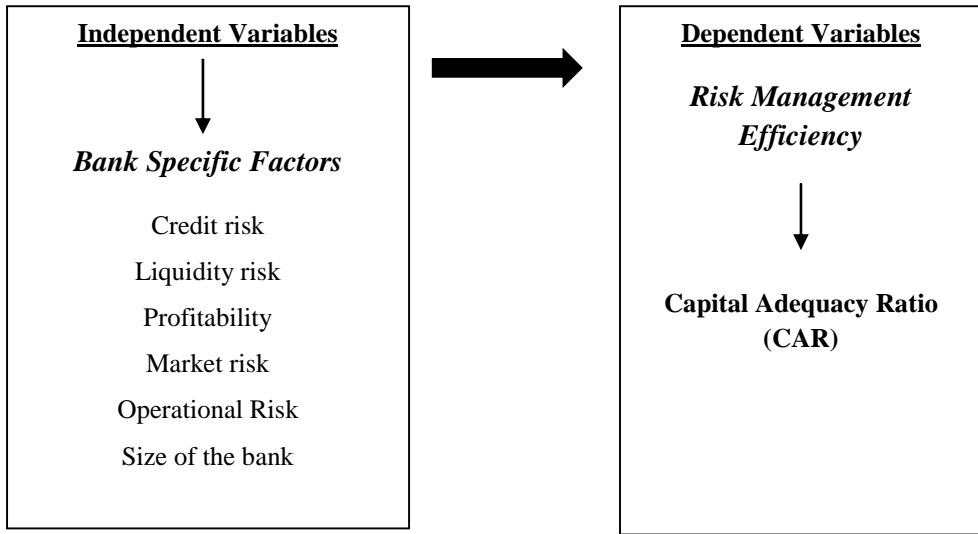 Independent Variables
Bank Specific Factors
Credit risk
Liquidity risk
Profitability
Market risk
Operational Risk
Size of the bank
Dependent Variables
Risk Management
Efficiency
Capital Adequacy Ratio
(CAR)